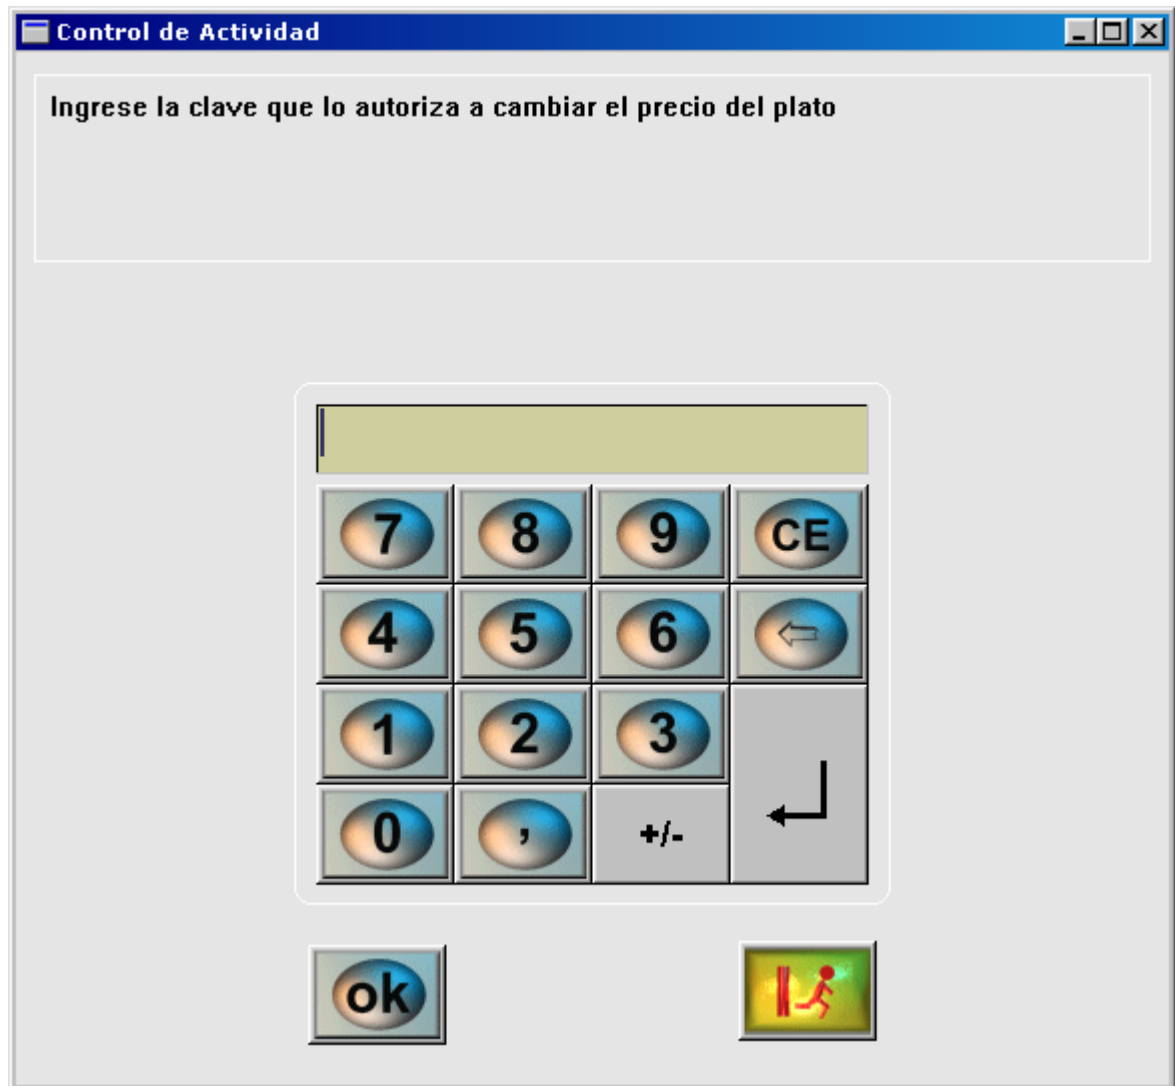 Control de Actividad
Ingrese la clave que lo autoriza a cambiar el precio del plato
7 8 9 CE
4 5 6
1 2 3
0 , +/-
ok